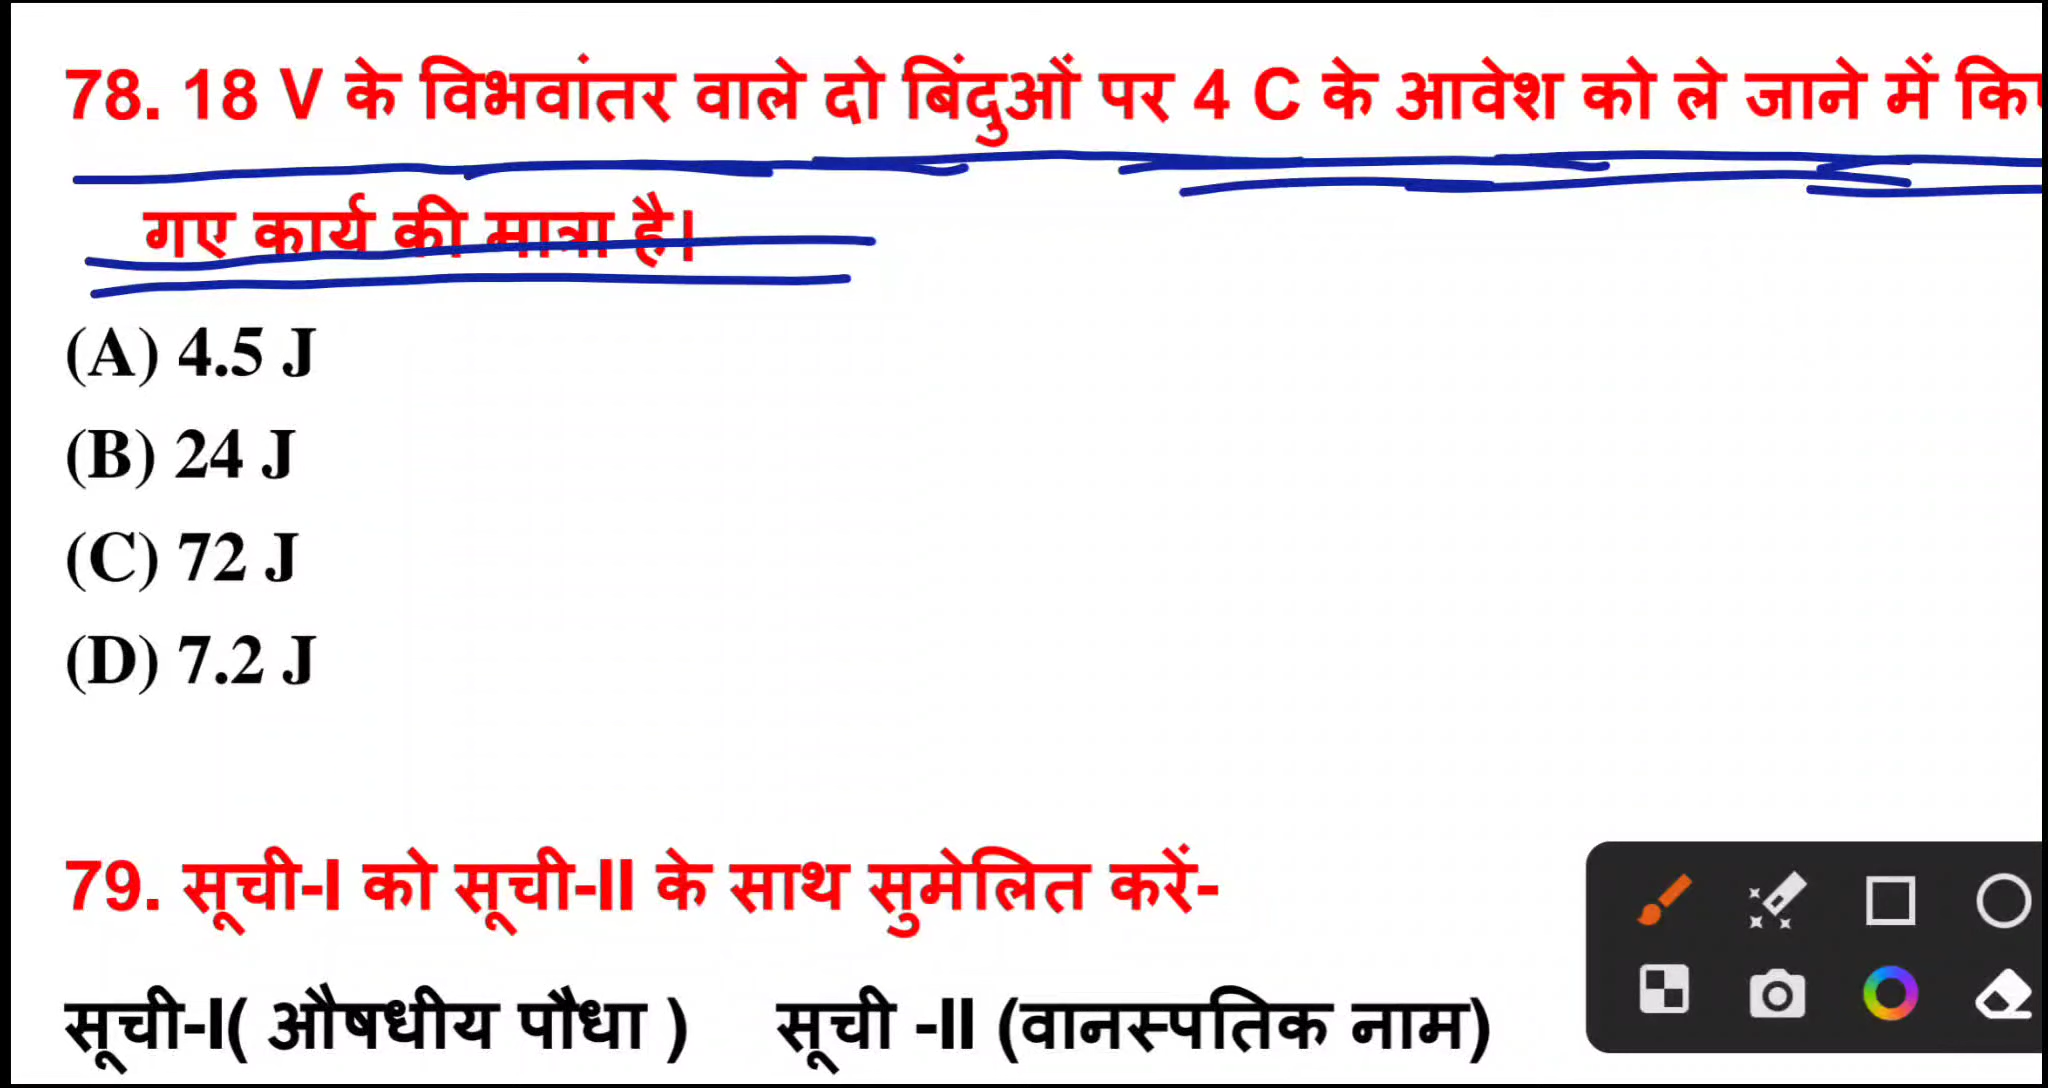 78. 18 V के विभवांतर वाले दो बिंदुओं पर 4 C के आवेश को ले जाने में
गए कार्य की मात्रा है।
(A) 4.5 J
(B) 24 J
(C) 72 J
(D) 7.2 J
79. सूची-I को सूची-II के साथ सुमेलित करें-
सूची-I( औषधीय पौधा ) सूची -II (वानस्पतिक नाम)